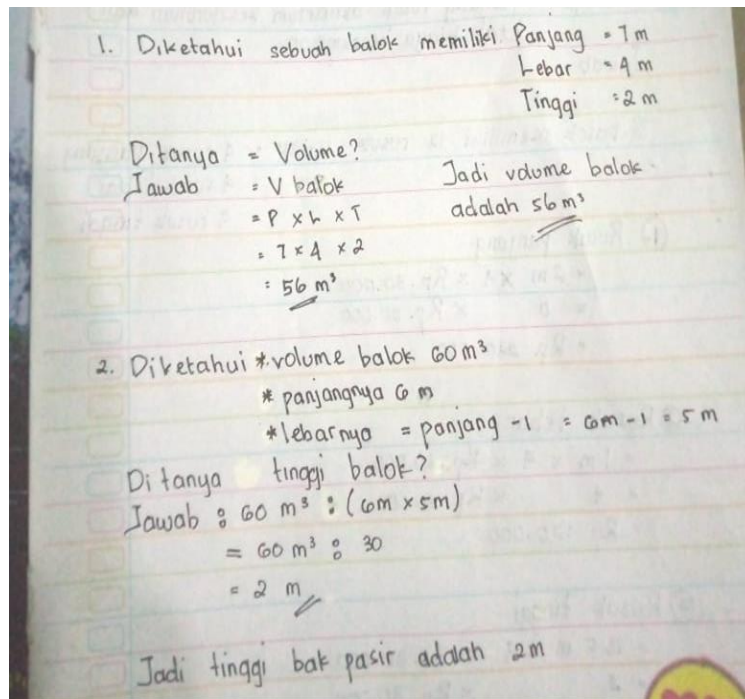 1. Diketahui sebuah balok memiliki Panjang = 7 m
Lebar = 4 m
Tinggi = 2 m
Ditanya = Volume?
Jawab = V balok
= P x L x T
= 7 x 4 x 2
= 56 m³
Jadi volume balok
adalah 56 m³
2. Diketahui * volume balok 60 m³
* panjangnya 6 m
* lebarnya = panjang - 1 = 6m - 1 = 5 m
Ditanya tinggi balok?
Jawab : 60 m³ : (6m x 5m)
= 60 m³ : 30
= 2 m
Jadi tinggi bak pasir adalah 2m